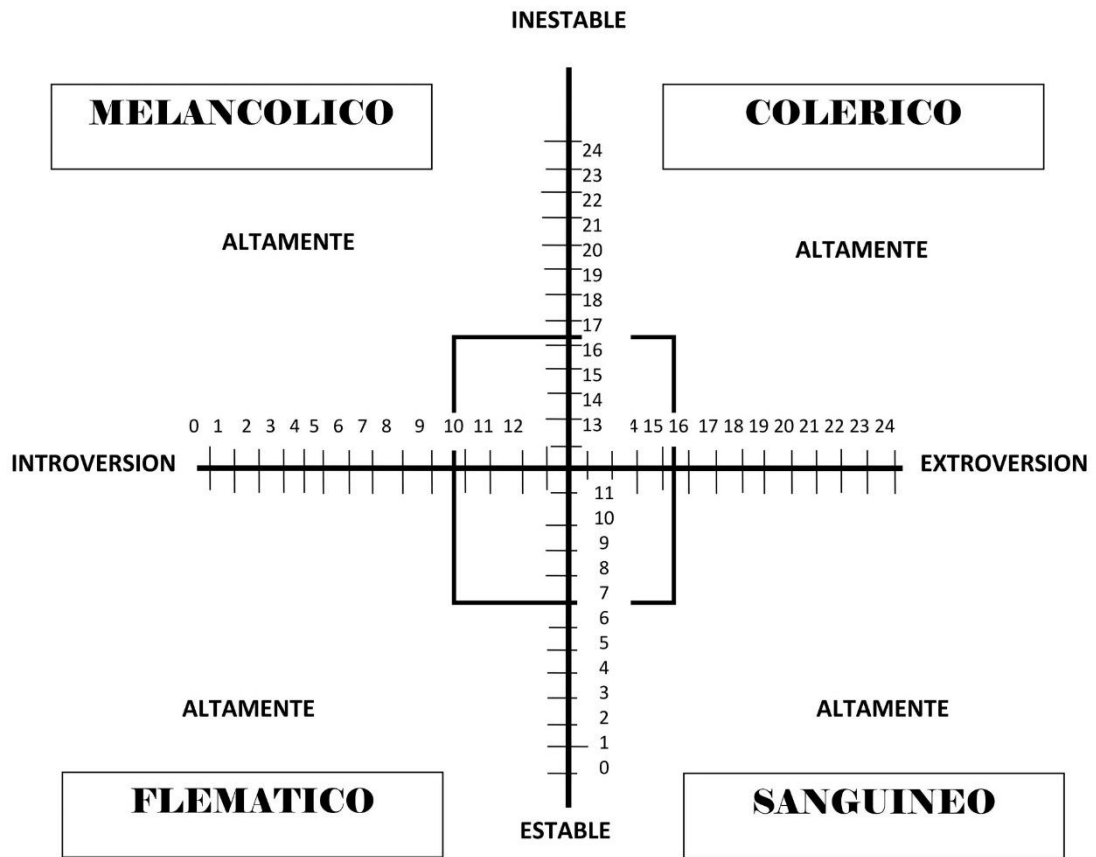 INESTABLE
MELANCOLICO
COLERICO
24
23
22
21
ALTAMENTE
ALTAMENTE
20
19
18
17
16
15
14
0 1 2 3 4 5 6 7 8 9 10 11 12 13 4 15 16 17 18 19 20 21 22 23 24
INTROVERSION
EXTROVERSION
11
10
9
8
7
6
5
4
3
ALTAMENTE
ALTAMENTE
2
1
0
FLEMATICO
SANGUINEO
ESTABLE